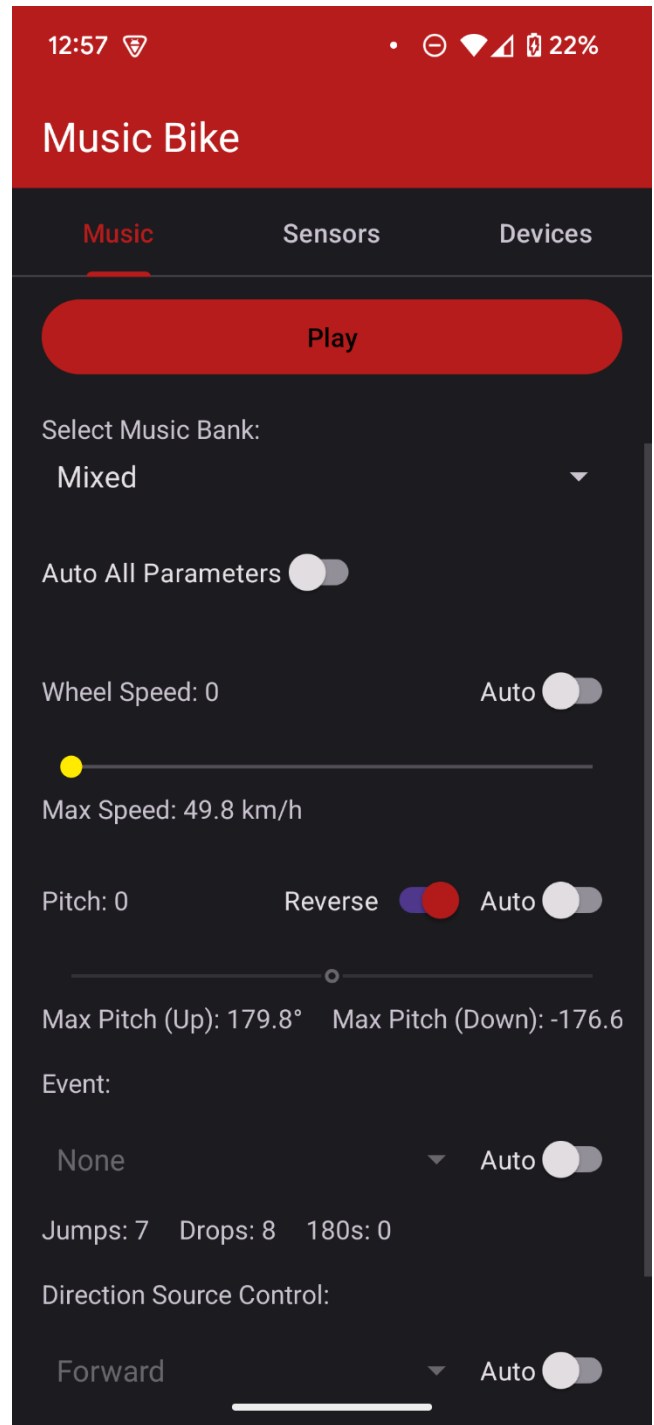 12:57 22%
Music Bike
Music Sensors Devices
Play
Select Music Bank:
Mixed
Auto All Parameters
Wheel Speed: 0 Auto
Max Speed: 49.8 km/h
Pitch: 0 Reverse Auto
Max Pitch (Up): 179.8° Max Pitch (Down): -176.6
Event:
None Auto
Jumps: 7 Drops: 8 180s: 0
Direction Source Control:
Forward Auto